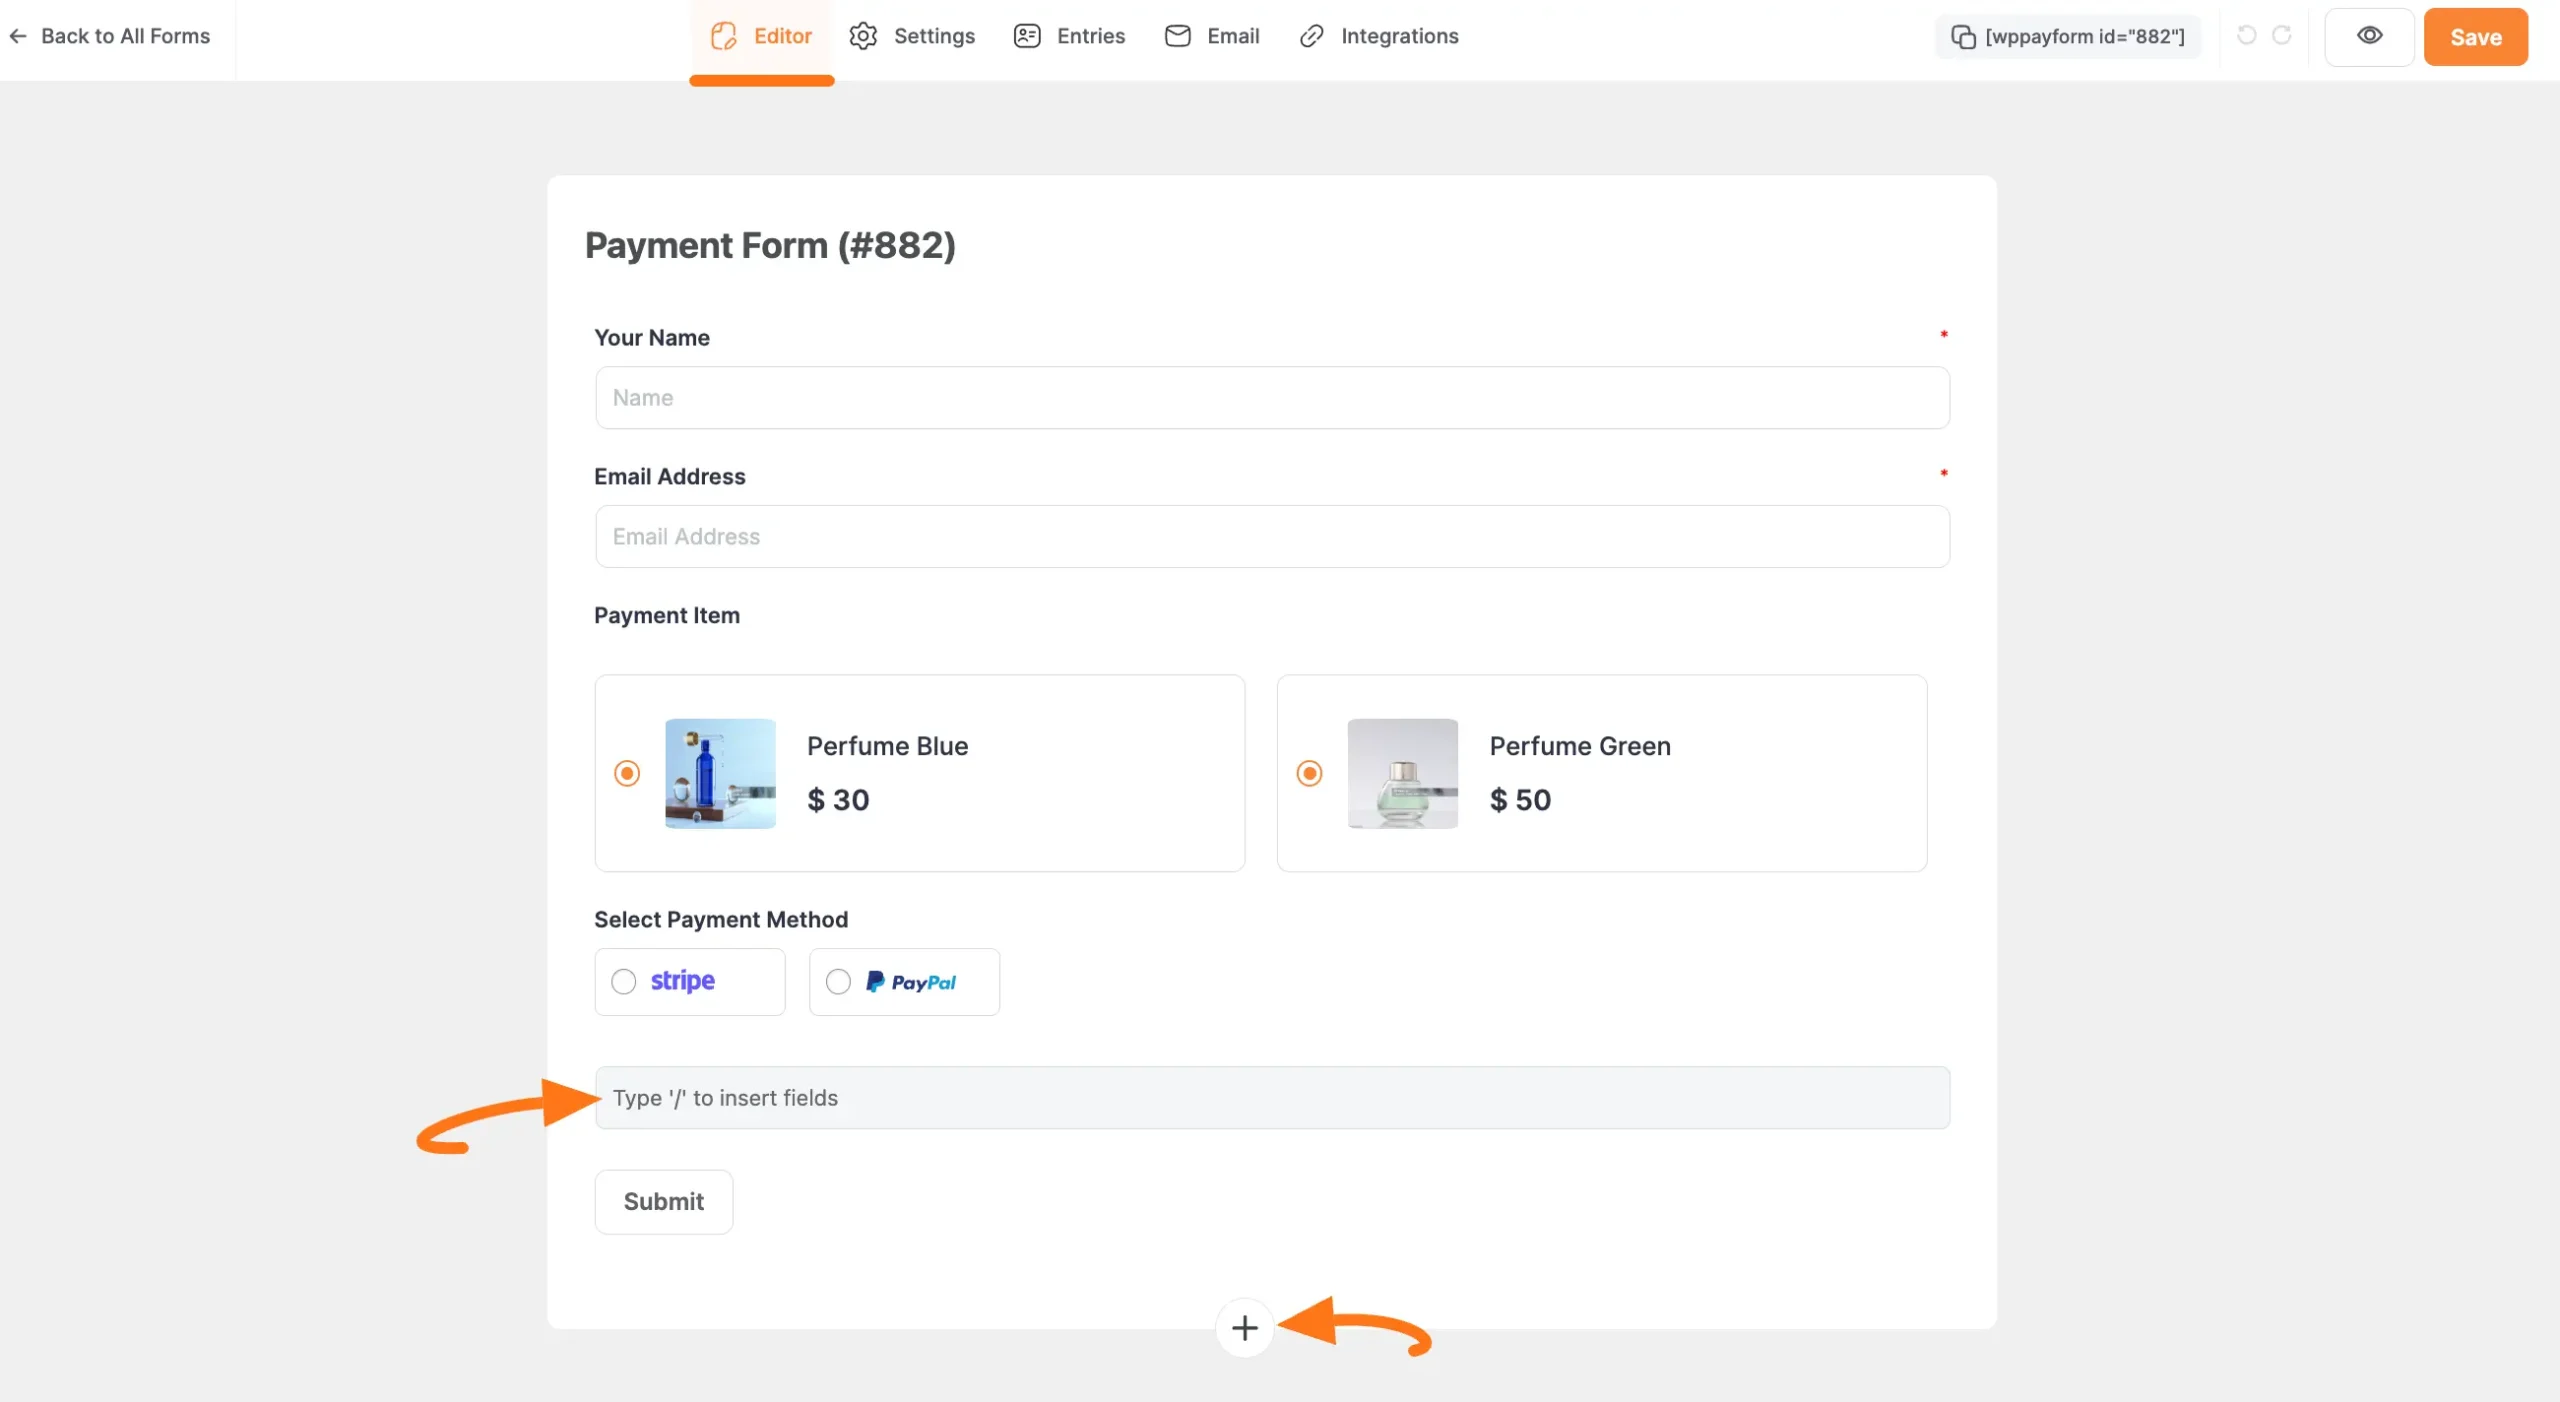 Back to All Forms
Editor
Settings
Entries
Email
Integrations
[wppayform id="882"]
Save
Payment Form (#882)
Your Name *
Name
Email Address *
Email Address
Payment Item
Perfume Blue
$ 30
Perfume Green
$ 50
Select Payment Method
stripe
PayPal
Type '/' to insert fields
Submit